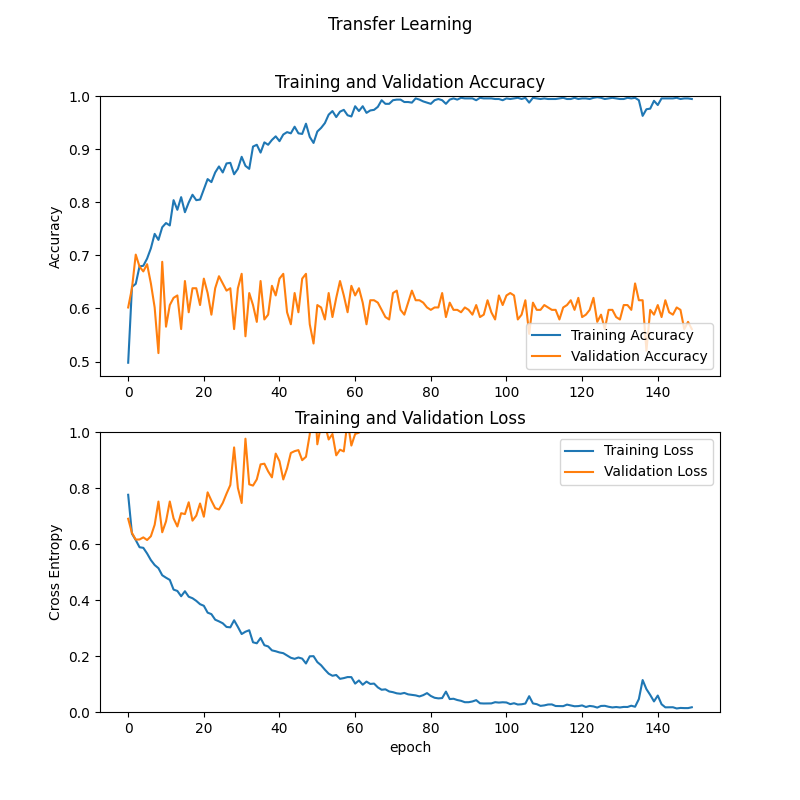 Transfer Learning
Training and Validation Accuracy
Accuracy
1.0
0.9
0.8
0.7
0.6
0.5
0 20 40 60 80 100 120 140
Training Accuracy
Validation Accuracy
Training and Validation Loss
Cross Entropy
1.0
0.8
0.6
0.4
0.2
0.0
0 20 40 60 80 100 120 140
Training Loss
Validation Loss
epoch